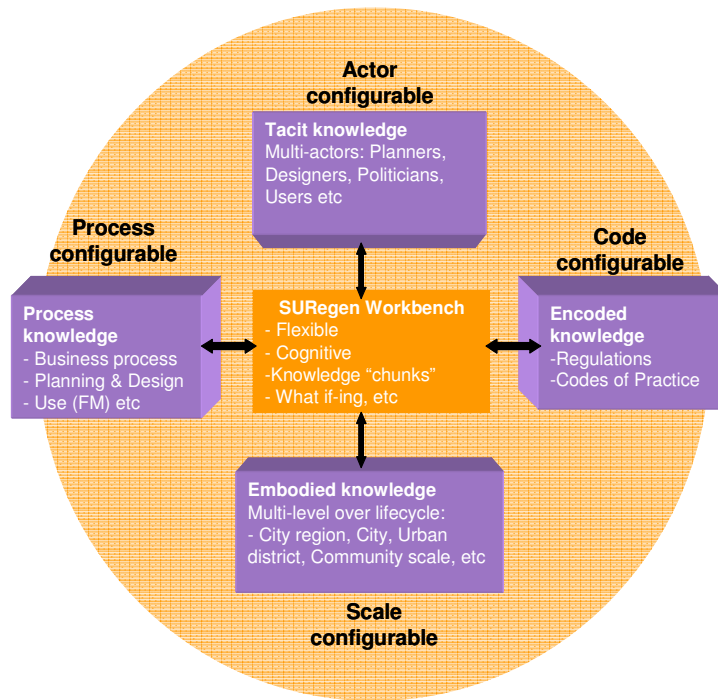 Actor
configurable
Tacit knowledge
Multi-actors: Planners,
Designers, Politicians,
Users etc
Process
configurable
Code
configurable
Process
knowledge
- Business process
- Planning & Design
- Use (FM) etc
SURegen Workbench
- Flexible
- Cognitive
-Knowledge “chunks”
- What if-ing, etc
Encoded
knowledge
-Regulations
-Codes of Practice
Embodied knowledge
Multi-level over lifecycle:
- City region, City, Urban
district, Community scale, etc
Scale
configurable